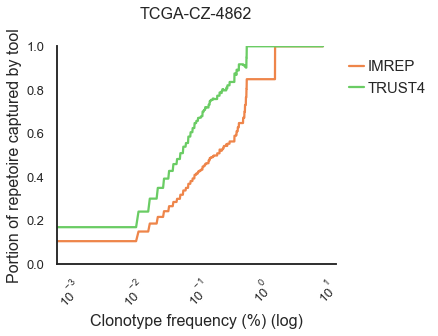 TCGA-CZ-4862
Portion of repetoire captured by tool
1.0
0.8
0.6
0.4
0.2
0.0
10⁻³
10⁻²
10⁻¹
10⁰
10¹
Clonotype frequency (%) (log)
IMREP
TRUST4